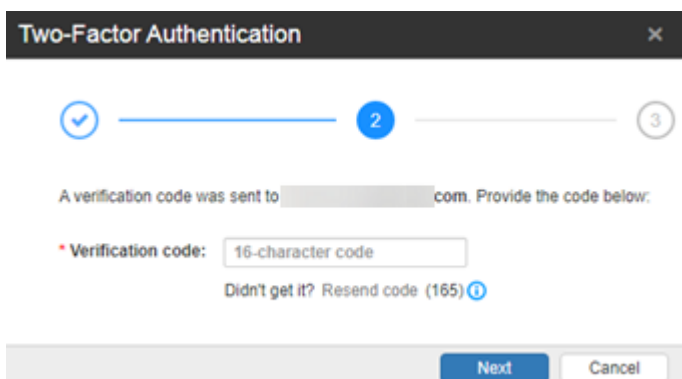 Two-Factor Authentication ×
2 3
A verification code was sent to com. Provide the code below:
* Verification code: 16-character code
Didn't get it? Resend code (165)
Next Cancel